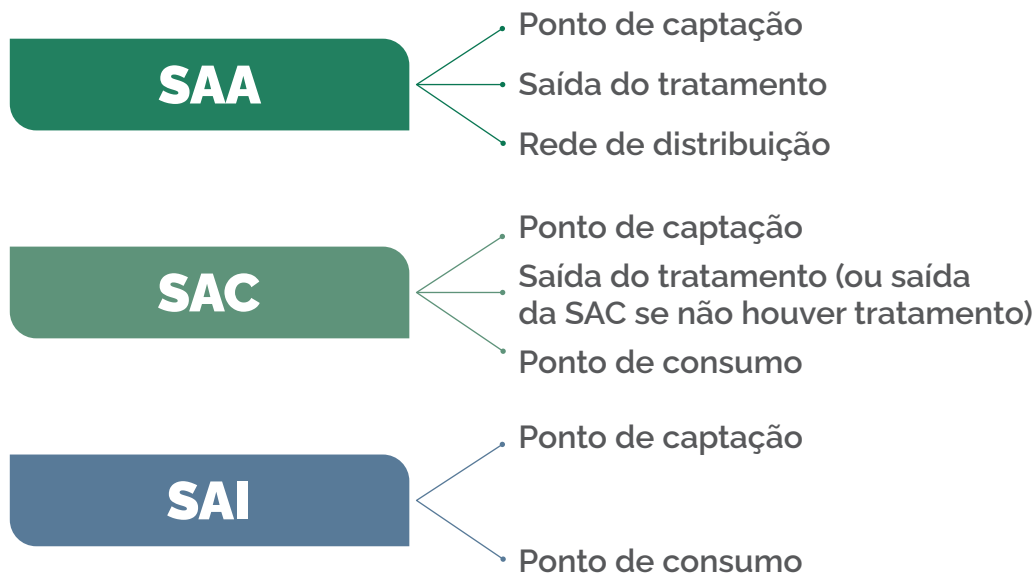 SAA
Ponto de captação
Saída do tratamento
Rede de distribuição
SAC
Ponto de captação
Saída do tratamento (ou saída
da SAC se não houver tratamento)
Ponto de consumo
SAI
Ponto de captação
Ponto de consumo